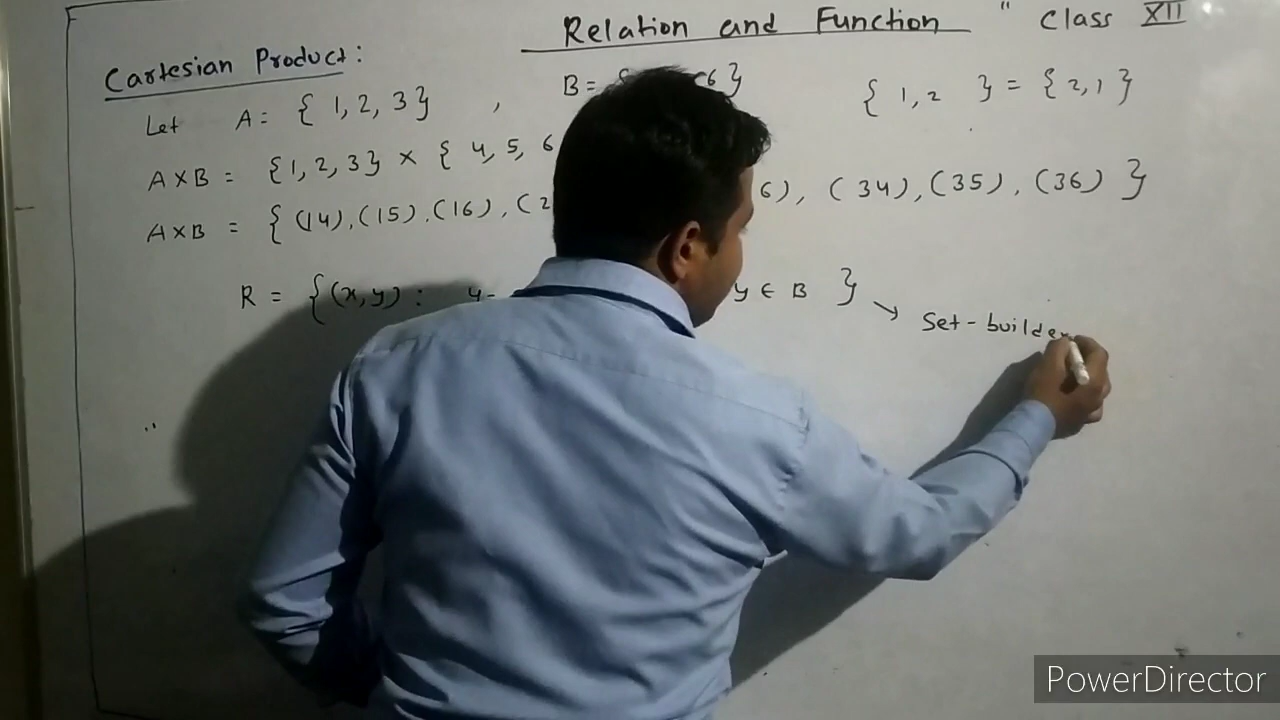 Relation and Function " Class XII
Cartesian Product:
Let A = { 1, 2, 3 } , B = { 6 } { 1, 2 } = { 2, 1 }
A X B = { 1, 2, 3 } × { 4, 5, 6
A X B = { (14), (15), (16), (2 6), (34), (35), (36) }
R = { (x, y) : y- y ∈ B }
→ Set-builder
PowerDirector